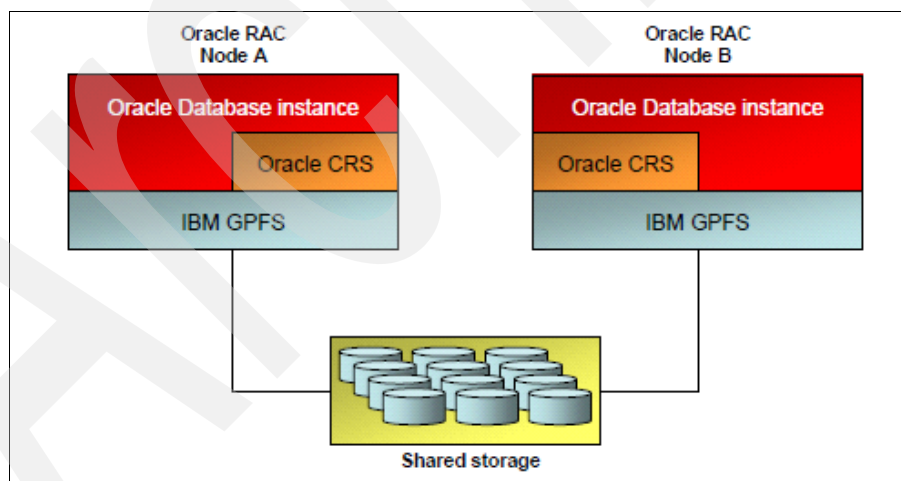 Oracle RAC
Node A
Oracle RAC
Node B
Oracle Database instance
Oracle CRS
IBM GPFS
Oracle Database instance
Oracle CRS
IBM GPFS
Shared storage